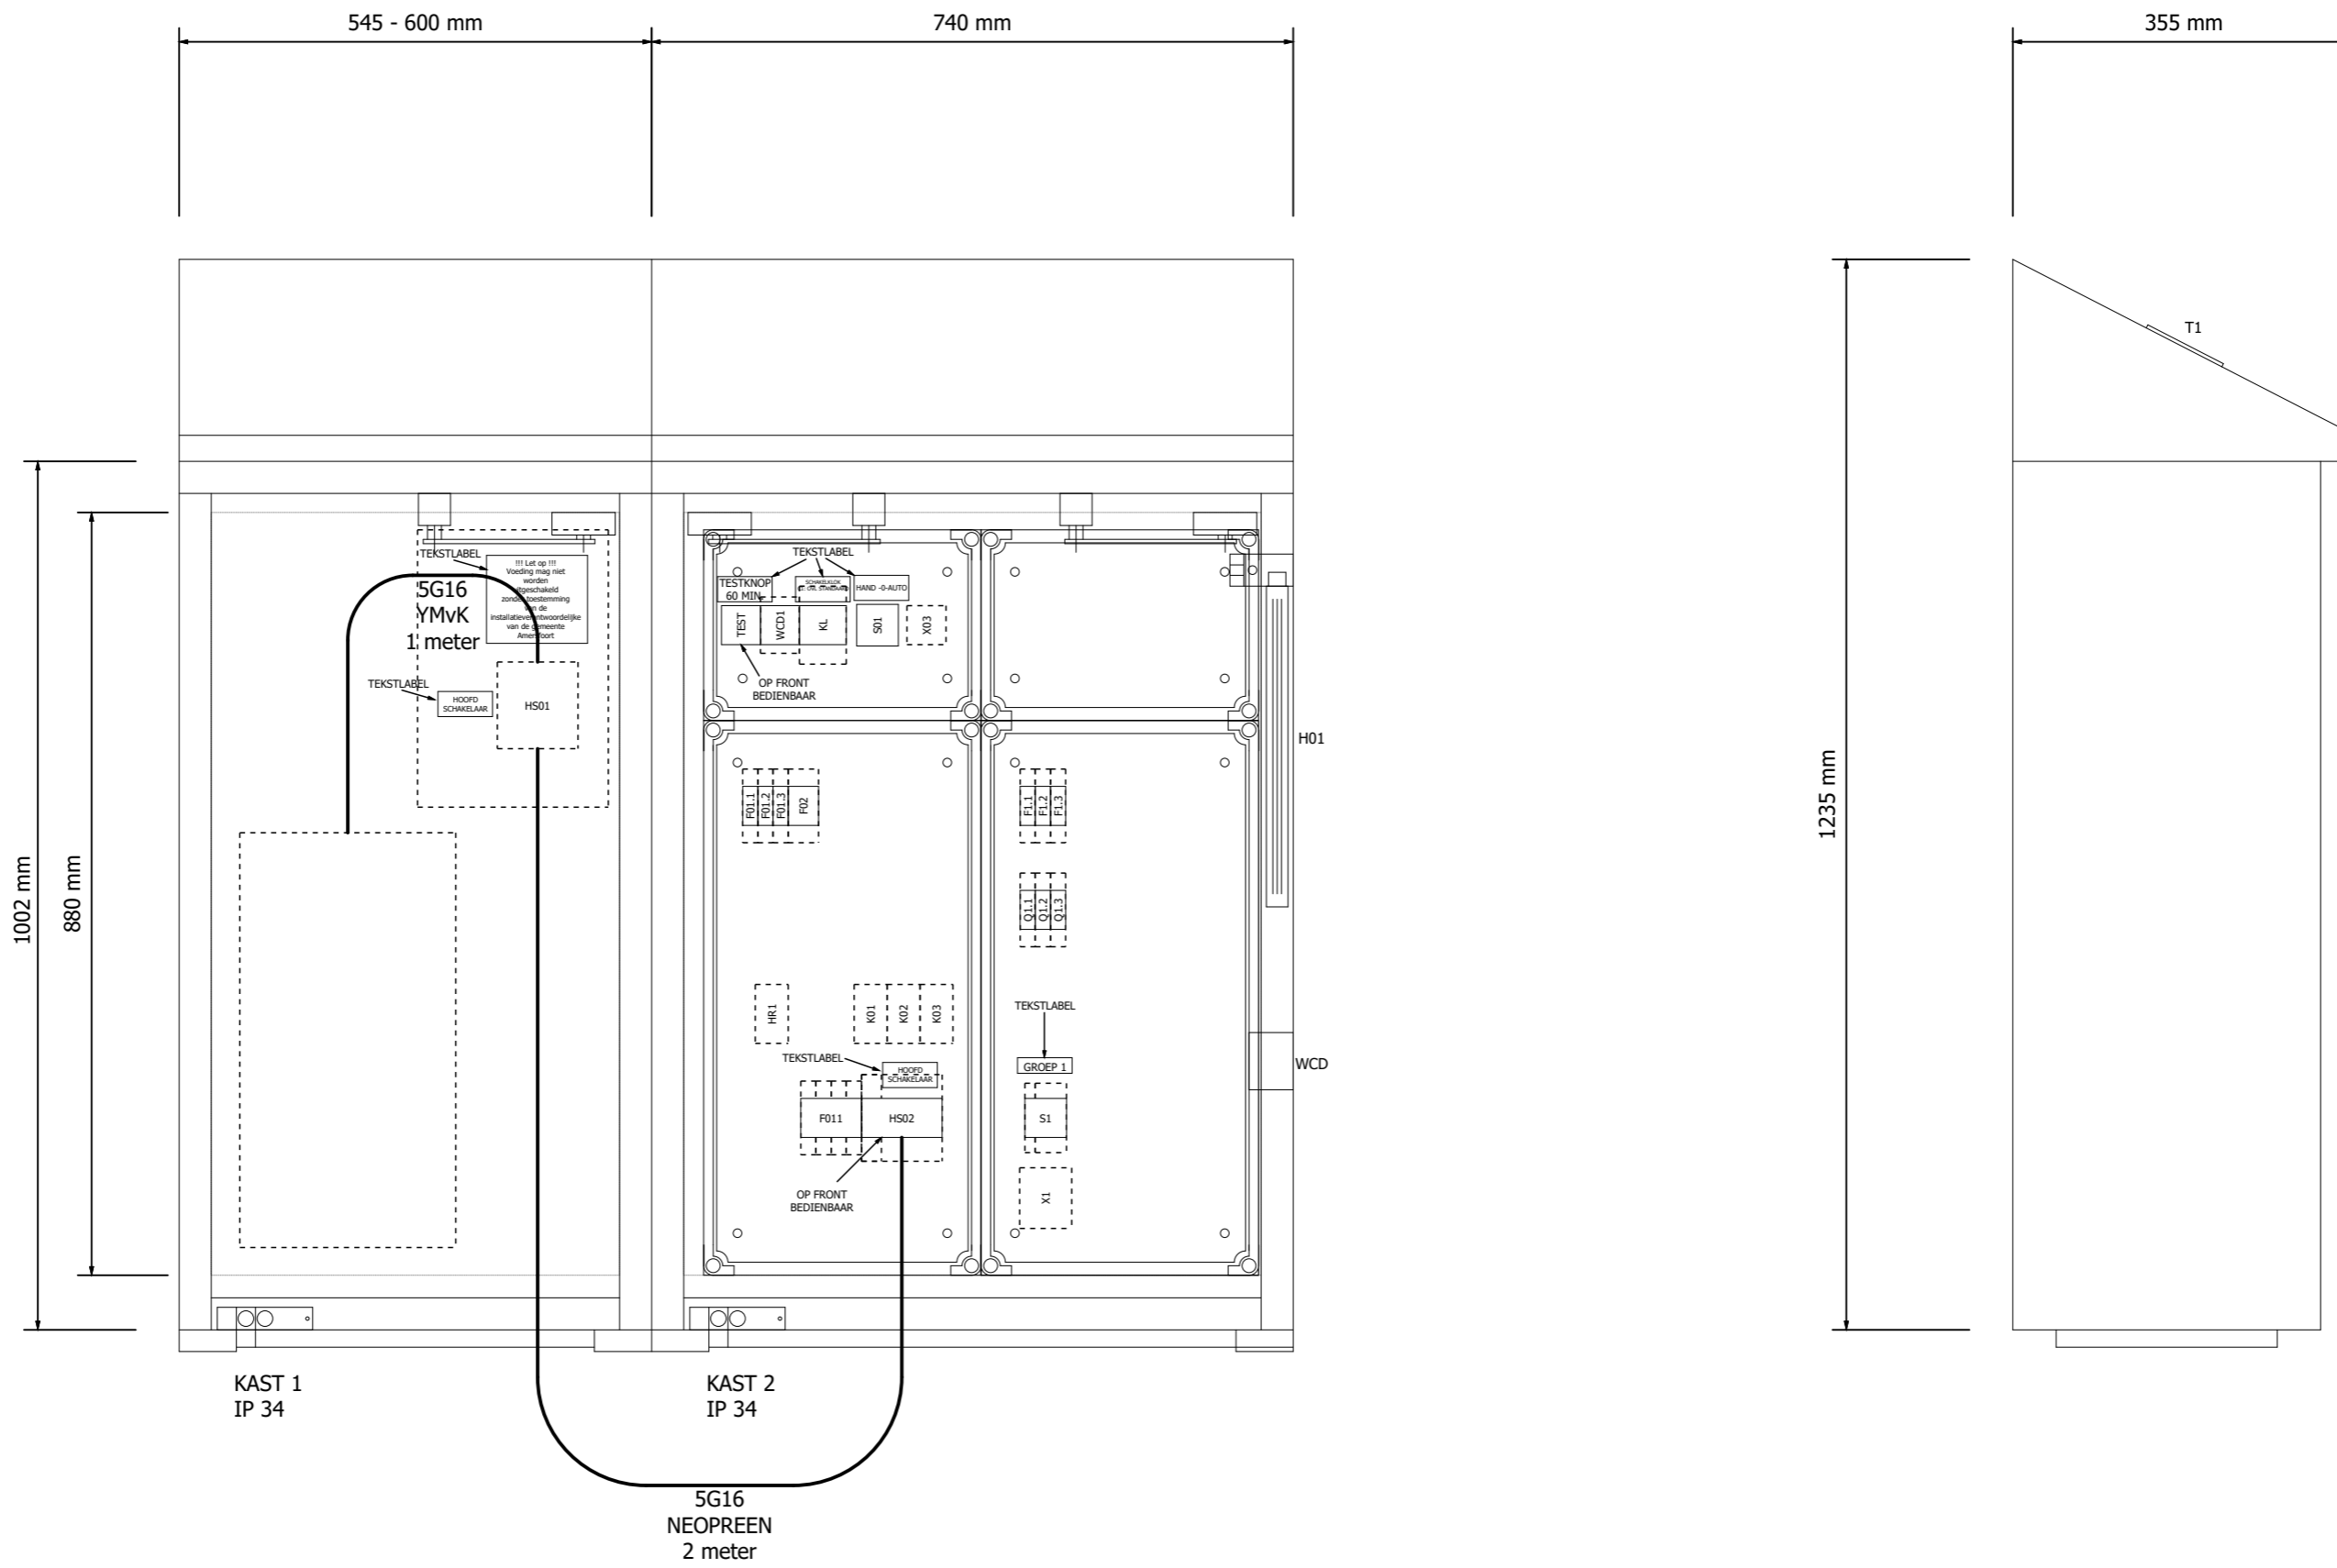 545 - 600 mm
740 mm
355 mm
T1
TEKSTLABEL
!!! Let op !!!
Voeding mag niet
worden
zonder toestemming
van de
installatieverantwoordelijke
van de gemeente
Amersfoort
5G16
YMvK
1 meter
TEKSTLABEL
HOOFD
SCHAKELAAR
HS01
TEKSTLABEL
TESTKNOP
60 MIN
SCHAKELKLOK
HAND -0-AUTO
TEST
WCD1
KL
S01
X03
OP FRONT
BEDIENBAAR
H01
1235 mm
1002 mm
880 mm
F01.1
F01.2
F01.3
F02
F1.1
F1.2
F1.3
Q1.1
Q1.2
Q1.3
HR1
K01
K02
K03
TEKSTLABEL
TEKSTLABEL
HOOFD
SCHAKELAAR
GROEP 1
WCD
F011
HS02
S1
OP FRONT
BEDIENBAAR
X1
KAST 1
IP 34
KAST 2
IP 34
5G16
NEOPREEN
2 meter